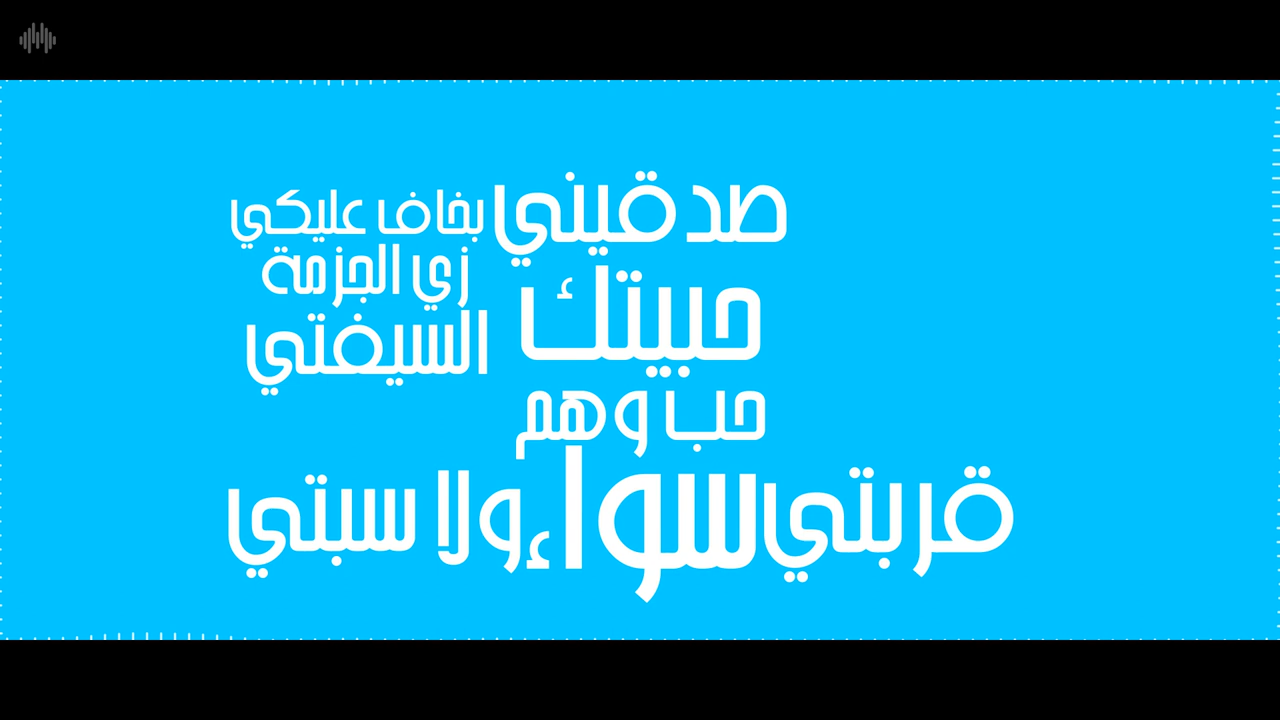 صدقيني
بخاف عليكي
زي الجزمة
السيفتي
حبيتك
حب وهم
قربتي سواء ولا سبتي